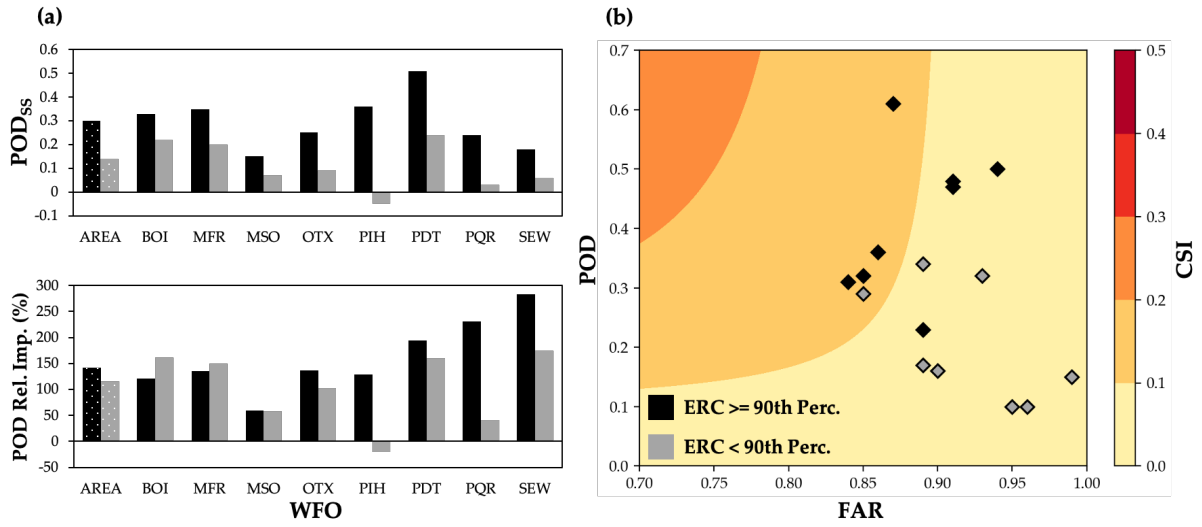 (a)
POD_SS
0.6
0.5
0.4
0.3
0.2
0.1
0
-0.1
AREA BOI MFR MSO OTX PIH PDT PQR SEW
POD Rel. Imp. (%)
300
250
200
150
100
50
0
-50
AREA BOI MFR MSO OTX PIH PDT PQR SEW
WFO
(b)
POD
0.7
0.6
0.5
0.4
0.3
0.2
0.1
0.0
ERC >= 90th Perc.
ERC < 90th Perc.
0.70 0.75 0.80 0.85 0.90 0.95 1.00
FAR
0.5
0.4
0.3
0.2
0.1
0.0
CSI